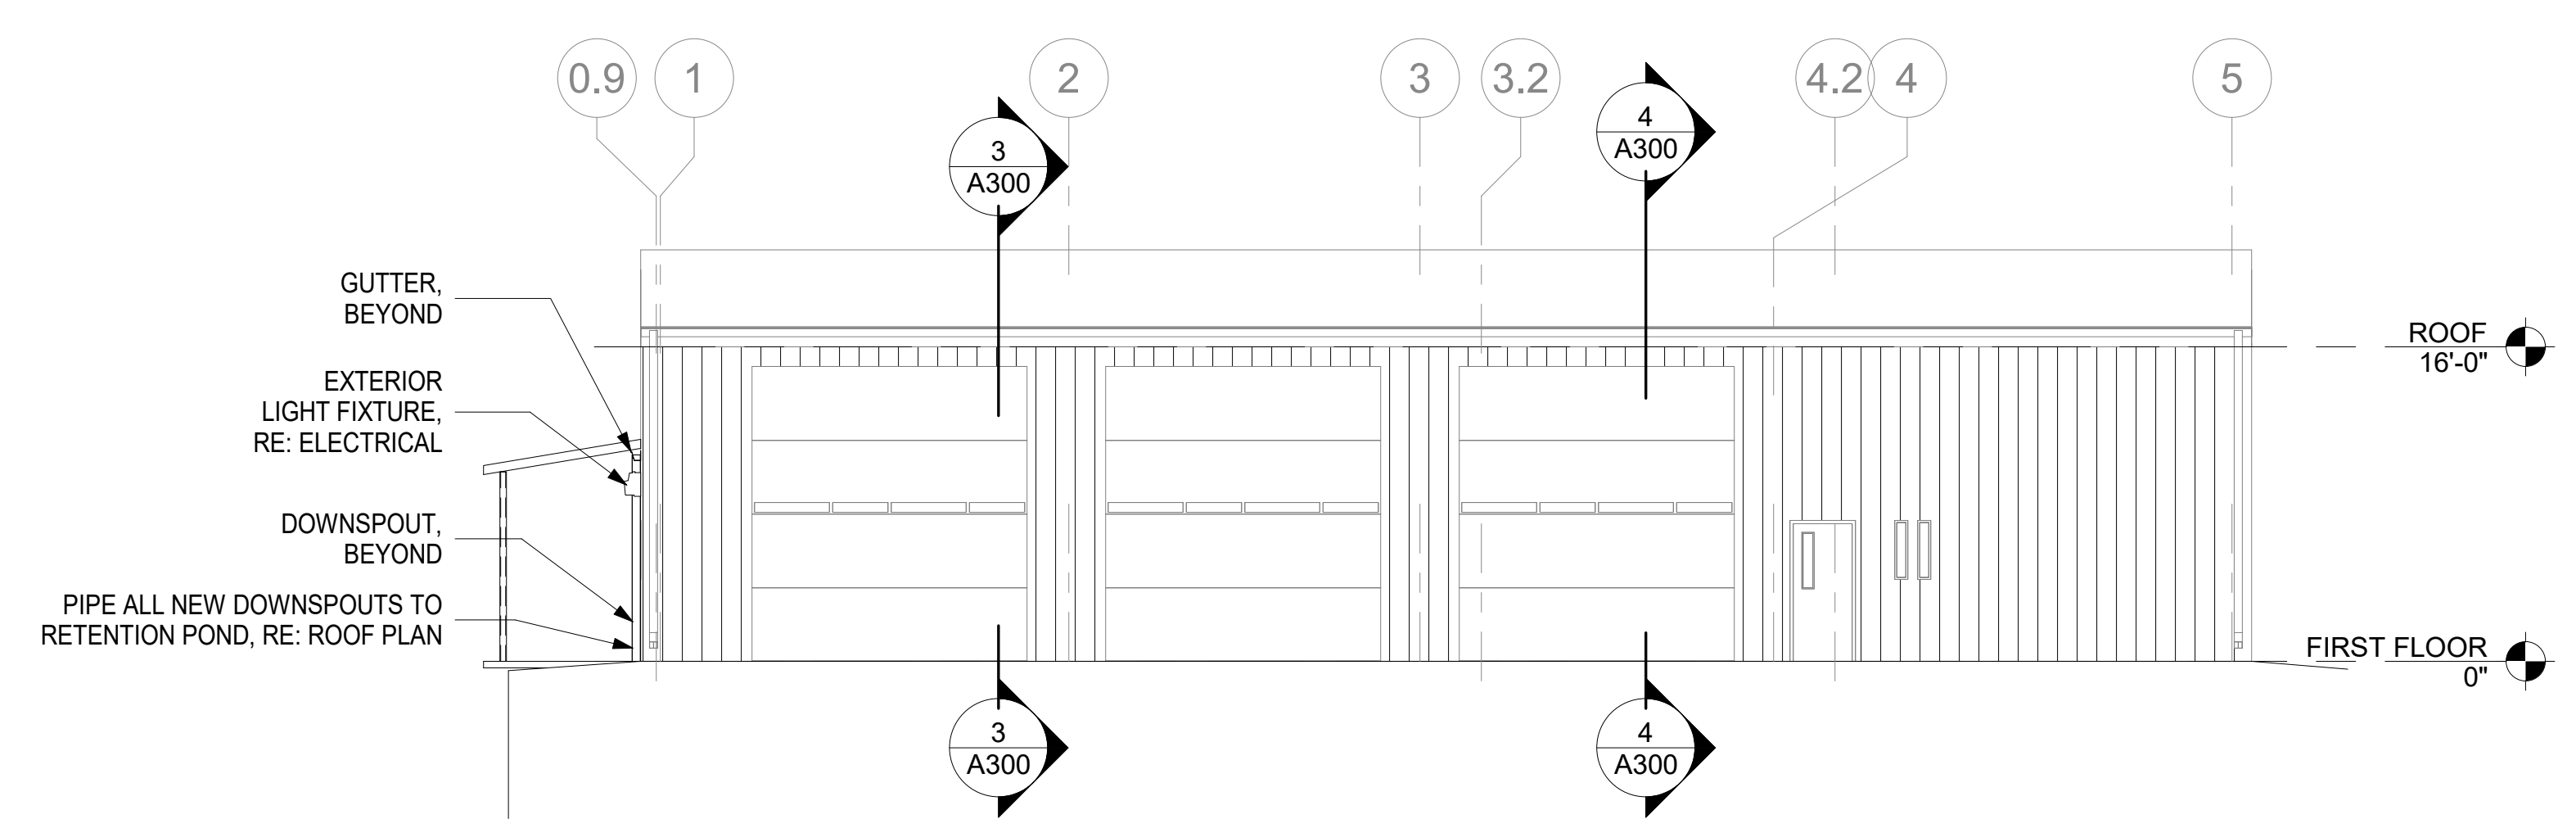 0.9
1
2
3
3.2
4.2
4
5
3
A300
4
A300
GUTTER,
BEYOND
EXTERIOR
LIGHT FIXTURE,
RE: ELECTRICAL
DOWNSPOUT,
BEYOND
PIPE ALL NEW DOWNSPOUTS TO
RETENTION POND, RE: ROOF PLAN
ROOF
16'-0"
FIRST FLOOR
0"
3
A300
4
A300